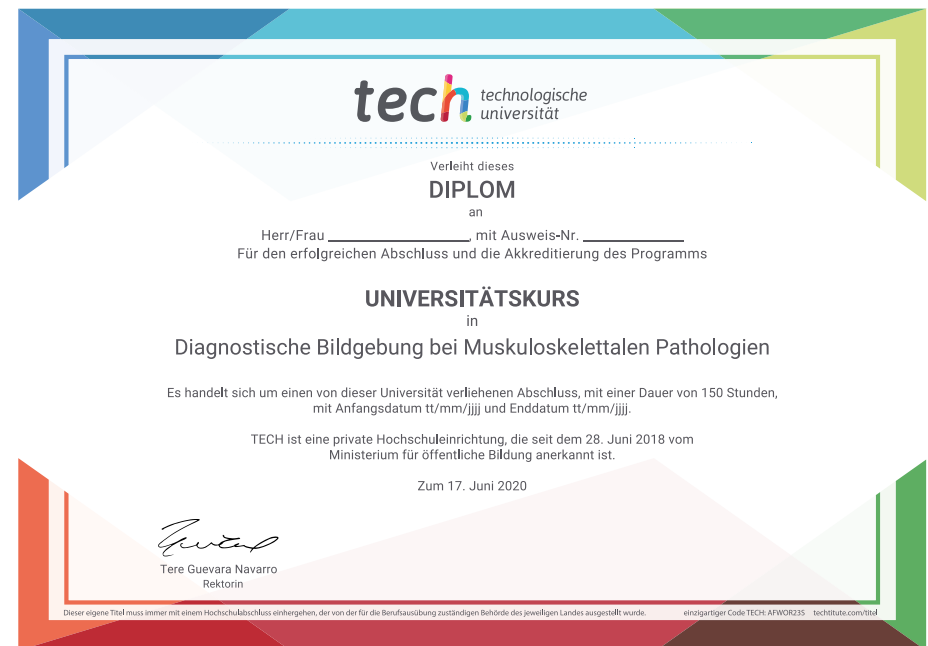 tech technologische
universität
Verleiht dieses
DIPLOM
an
Herr/Frau ____________________, mit Ausweis-Nr. ______________
Für den erfolgreichen Abschluss und die Akkreditierung des Programms
UNIVERSITÄTSKURS
in
Diagnostische Bildgebung bei Muskuloskelettalen Pathologien
Es handelt sich um einen von dieser Universität verliehenen Abschluss, mit einer Dauer von 150 Stunden,
mit Anfangsdatum tt/mm/jjjj und Enddatum tt/mm/jjjj.
TECH ist eine private Hochschuleinrichtung, die seit dem 28. Juni 2018 vom
Ministerium für öffentliche Bildung anerkannt ist.
Zum 17. Juni 2020
Tere Guevara Navarro
Rektorin
Dieser eigene Titel muss immer mit einem Hochschulabschluss einhergehen, der von der für die Berufsausübung zuständigen Behörde des jeweiligen Landes ausgestellt wurde. einzigartiger Code TECH: AFWOR23S techtitute.com/titel